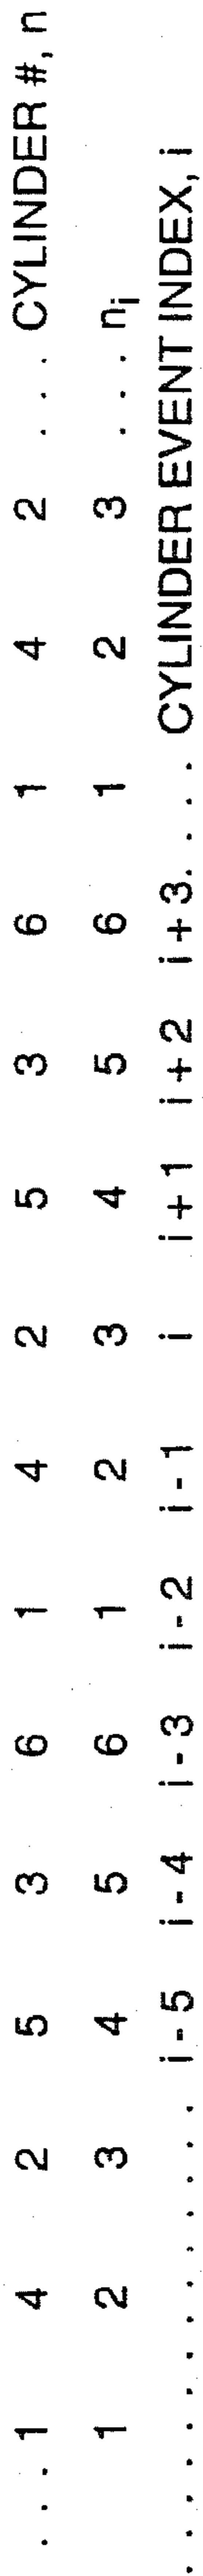 . . . 1 4 2 5 3 6 1 4 2 5 3 6 1 4 2 . . . CYLINDER #, n
1 2 3 4 5 6 1 2 3 4 5 6 1 2 3 . . . nᵢ
. . . . . . . . . . . i - 5 i - 4 i - 3 i - 2 i - 1 i i + 1 i + 2 i + 3. . . . CYLINDER EVENT INDEX, i